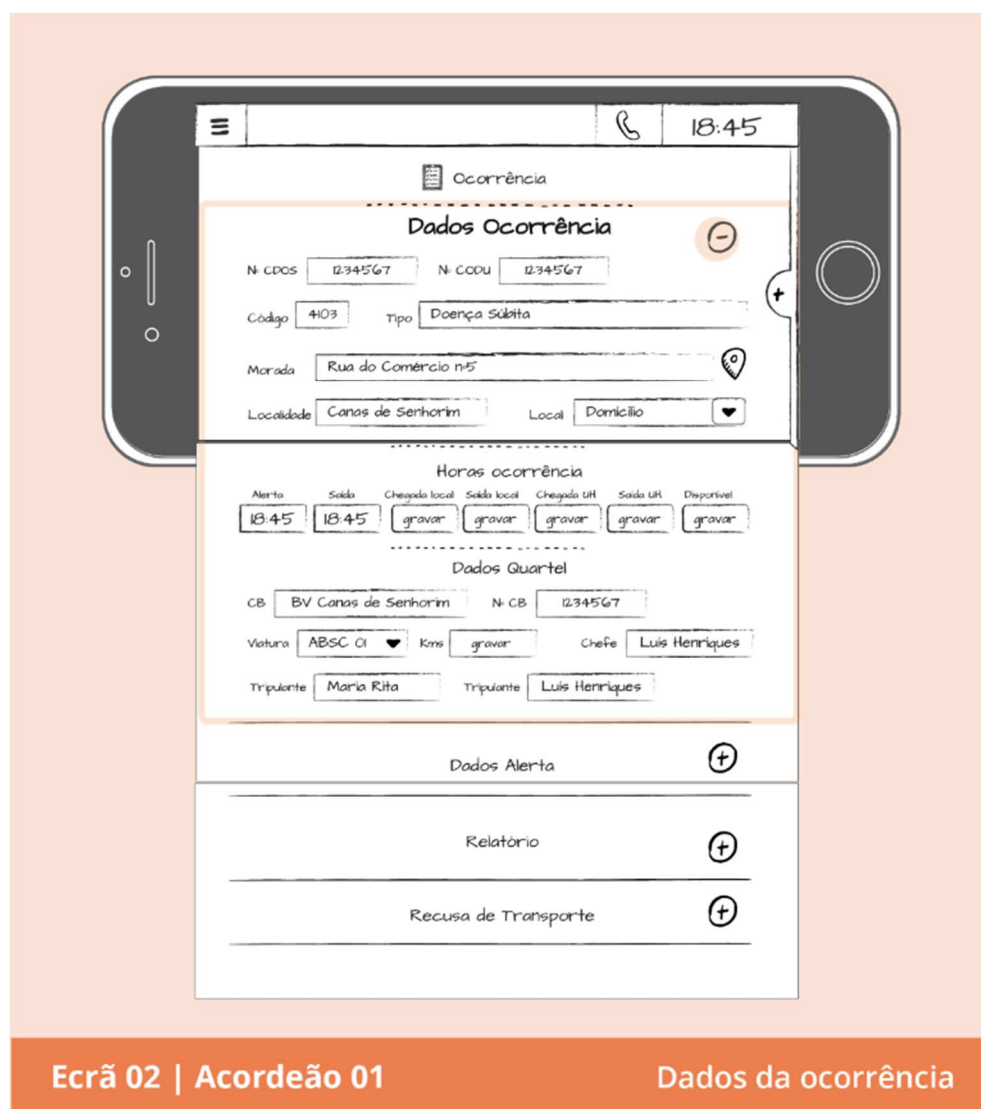 18:45
Ocorrência
Dados Ocorrência
Nº CDOS 1234567 Nº CODU 1234567
Código 4103 Tipo Doença Súbita
Morada Rua do Comércio nº5
Localidade Canas de Senhorim Local Domicílio
Horas ocorrência
Alerta Saída Chegada local Saída local Chegada UH Saída UH Disponível
18:45 18:45 gravar gravar gravar gravar gravar
Dados Quartel
CB BV Canas de Senhorim Nº CB 1234567
Viatura ABSC 01 Kms gravar Chefe Luís Henriques
Tripulante Maria Rita Tripulante Luís Henriques
Dados Alerta
Relatório
Recusa de Transporte
Ecrã 02 | Acordeão 01 Dados da ocorrência